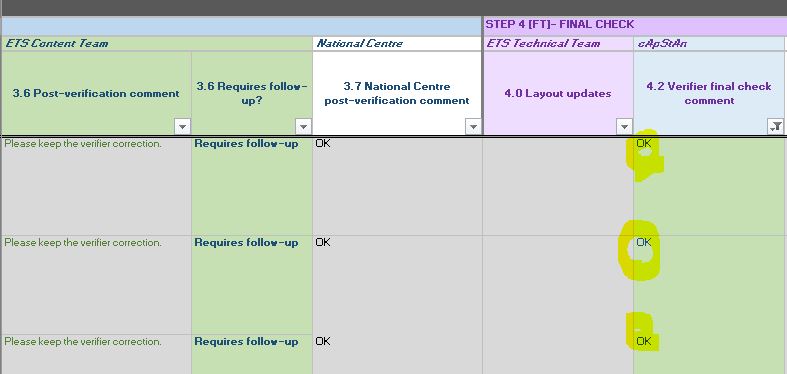 STEP 4 [FT]- FINAL CHECK
ETS Content Team National Centre ETS Technical Team cApStAn
3.6 Post-verification comment
3.6 Requires follow-
up?
3.7 National Centre
post-verification comment
4.0 Layout updates
4.2 Verifier final check
comment
Please keep the verifier correction. Requires follow-up OK OK
Please keep the verifier correction. Requires follow-up OK OK
Please keep the verifier correction. Requires follow-up OK OK